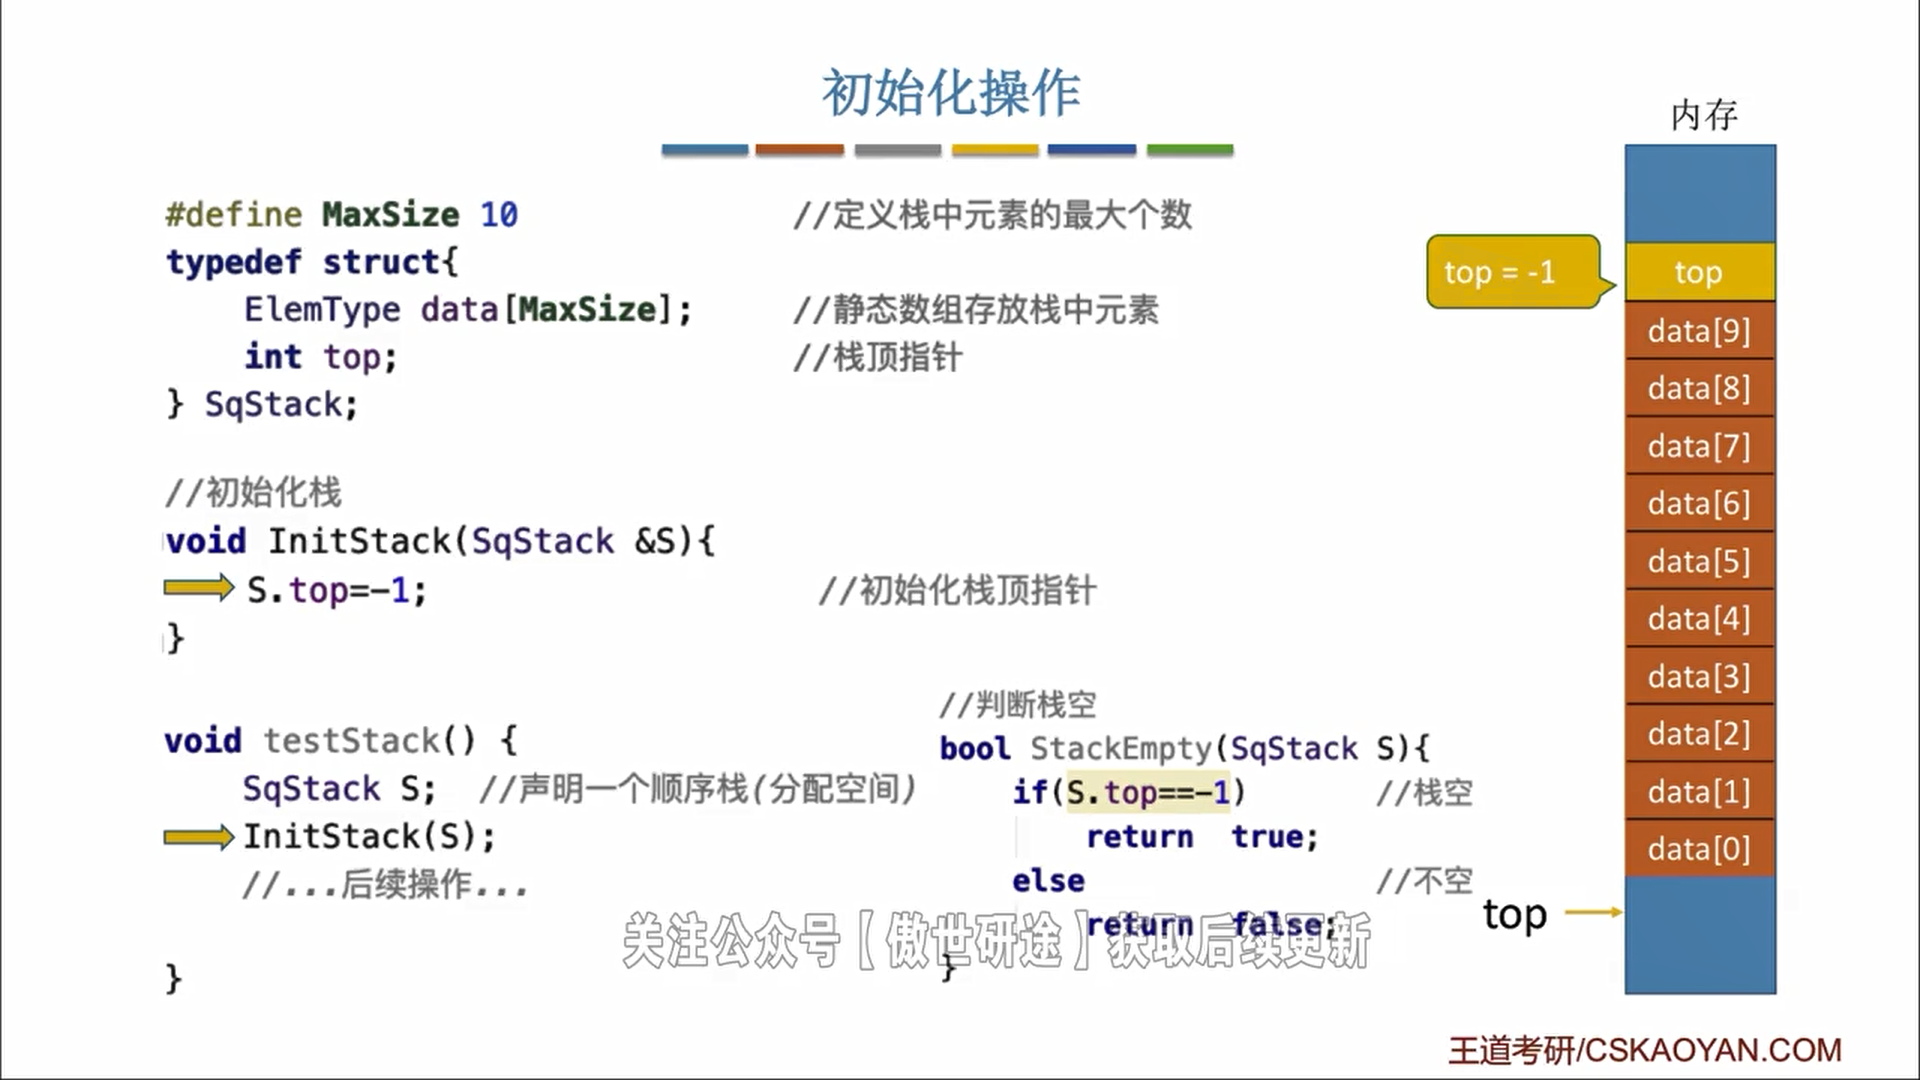 初始化操作
#define MaxSize 10 //定义栈中元素的最大个数
typedef struct{
ElemType data[MaxSize]; //静态数组存放栈中元素
int top; //栈顶指针
} SqStack;
//初始化栈
void InitStack(SqStack &S){
S.top=-1; //初始化栈顶指针
}
void testStack() {
SqStack S; //声明一个顺序栈(分配空间)
InitStack(S);
//...后续操作...
}
//判断栈空
bool StackEmpty(SqStack S){
if(S.top==-1) //栈空
return true;
else //不空
return false;
}
内存
top = -1
top
data[9]
data[8]
data[7]
data[6]
data[5]
data[4]
data[3]
data[2]
data[1]
data[0]
top
关注公众号【傲世研途】获取后续更新
王道考研/CSKAOYAN.COM